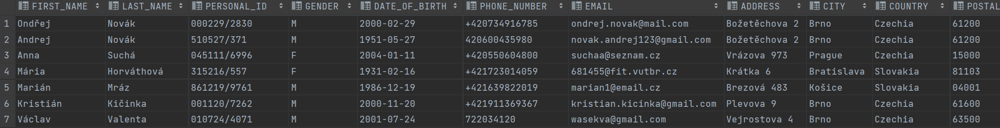 FIRST_NAME LAST_NAME PERSONAL_ID GENDER DATE_OF_BIRTH PHONE_NUMBER EMAIL ADDRESS CITY COUNTRY POSTAL
1 Ondřej Novák 000229/2830 M 2000-02-29 +420734916785 ondrej.novak@mail.com Božetěchova 2 Brno Czechia 61200
2 Andrej Novák 510527/371 M 1951-05-27 420600435980 novak.andrej123@gmail.com Božetěchova 2 Brno Czechia 61200
3 Anna Suchá 045111/6996 F 2004-01-11 +420550604800 suchaa@seznam.cz Vrázova 973 Prague Czechia 15000
4 Mária Horváthová 315216/557 F 1931-02-16 +421723014059 681455@fit.vutbr.cz Krátka 6 Bratislava Slovakia 81103
5 Marián Mráz 861219/9761 M 1986-12-19 +421639822019 marian1@email.cz Brezová 483 Košice Slovakia 04001
6 Kristián Kičinka 001120/7262 M 2000-11-20 +421911369367 kristian.kicinka@gmail.com Plevova 9 Brno Czechia 61600
7 Václav Valenta 010724/4071 M 2001-07-24 722034120 wasekva@gmail.com Vejrostova 4 Brno Czechia 63500